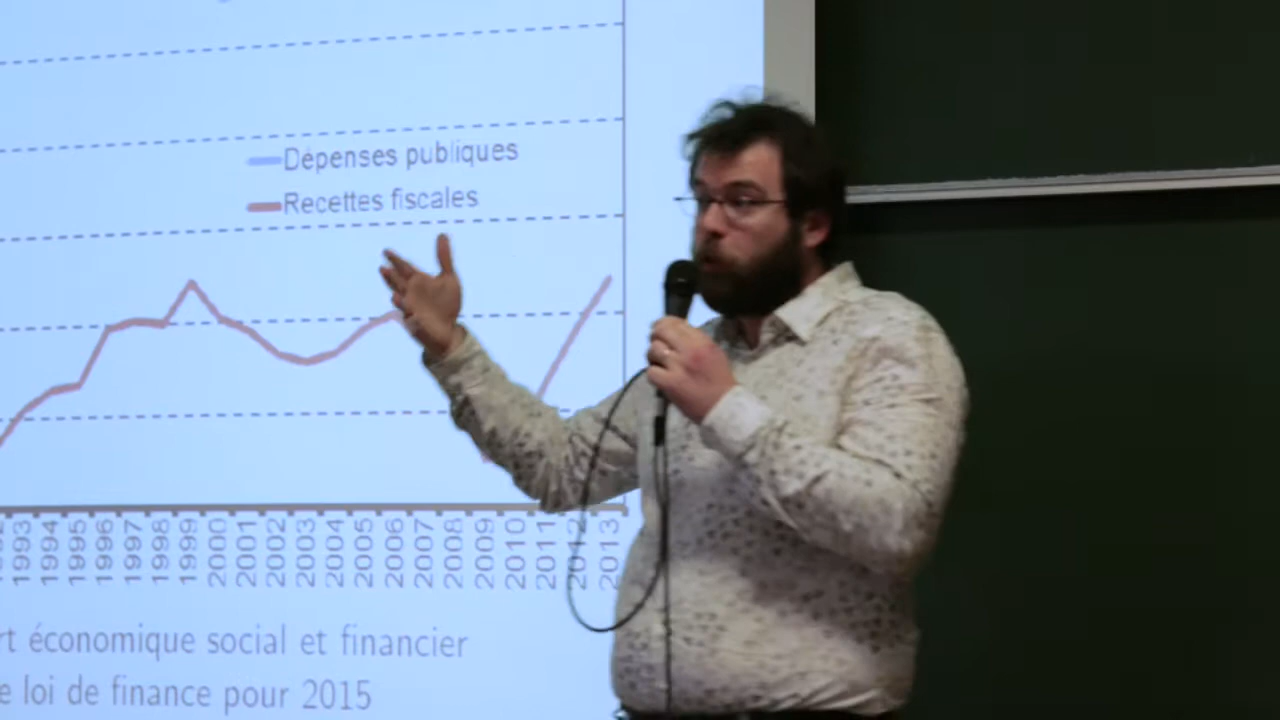 Dépenses publiques
Recettes fiscales
1993 1994 1995 1996 1997 1998 1999 2000 2001 2002 2003 2004 2005 2006 2007 2008 2009 2010 2011 2012 2013
économique social et financier
loi de finance pour 2015